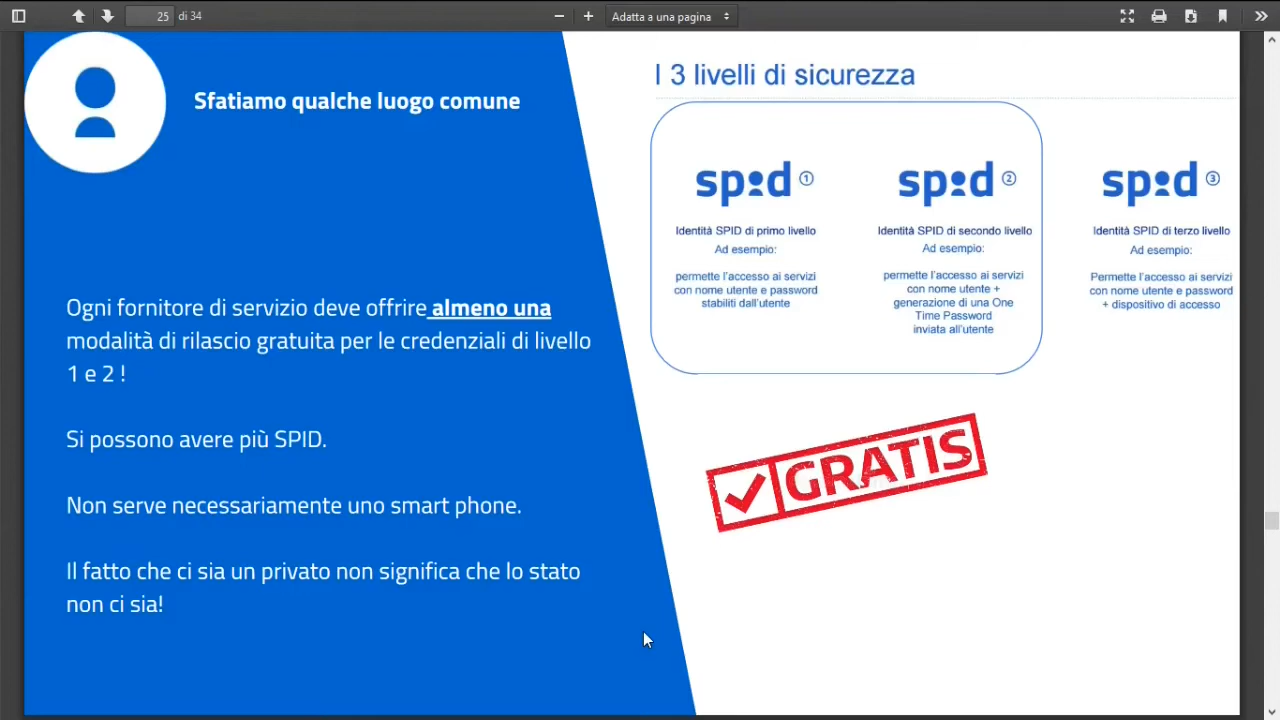 25 di 34
Adatta a una pagina
Sfatiamo qualche luogo comune
Ogni fornitore di servizio deve offrire almeno una
modalità di rilascio gratuita per le credenziali di livello
1 e 2 !
Si possono avere più SPID.
Non serve necessariamente uno smart phone.
Il fatto che ci sia un privato non significa che lo stato
non ci sia!
I 3 livelli di sicurezza
spid 1
Identità SPID di primo livello
Ad esempio:
permette l'accesso ai servizi
con nome utente e password
stabiliti dall'utente
spid 2
Identità SPID di secondo livello
Ad esempio:
permette l'accesso ai servizi
con nome utente +
generazione di una One
Time Password
inviata all'utente
spid 3
Identità SPID di terzo livello
Ad esempio:
Permette l'accesso ai servizi
con nome utente e password
+ dispositivo di accesso
GRATIS